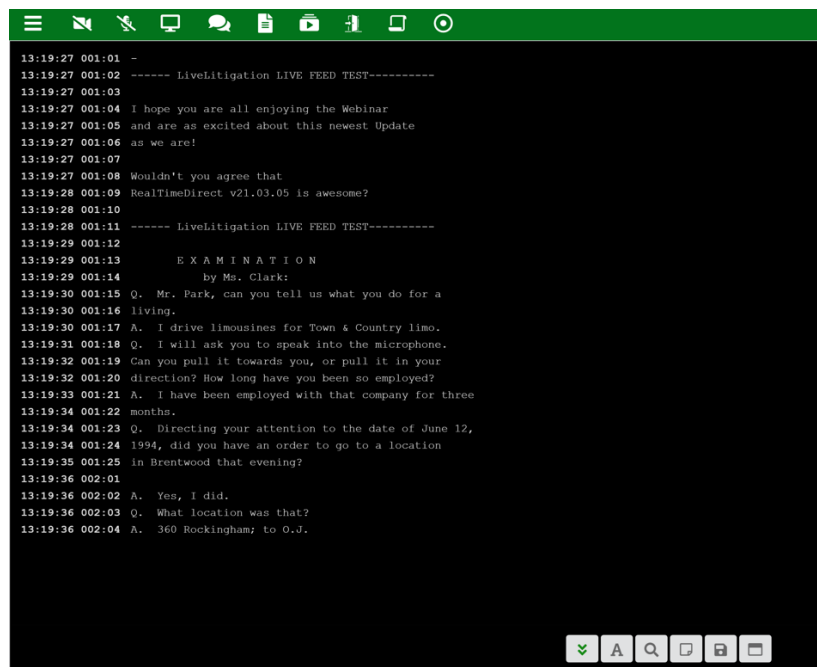 13:19:27 001:01 -
13:19:27 001:02 ------ LiveLitigation LIVE FEED TEST----------
13:19:27 001:03
13:19:27 001:04 I hope you are all enjoying the Webinar
13:19:27 001:05 and are as excited about this newest Update
13:19:27 001:06 as we are!
13:19:27 001:07
13:19:27 001:08 Wouldn't you agree that
13:19:28 001:09 RealTimeDirect v21.03.05 is awesome?
13:19:28 001:10
13:19:28 001:11 ------ LiveLitigation LIVE FEED TEST----------
13:19:29 001:12
13:19:29 001:13 E X A M I N A T I O N
13:19:29 001:14 by Ms. Clark:
13:19:30 001:15 Q. Mr. Park, can you tell us what you do for a
13:19:30 001:16 living.
13:19:30 001:17 A. I drive limousines for Town & Country limo.
13:19:31 001:18 Q. I will ask you to speak into the microphone.
13:19:32 001:19 Can you pull it towards you, or pull it in your
13:19:32 001:20 direction? How long have you been so employed?
13:19:33 001:21 A. I have been employed with that company for three
13:19:34 001:22 months.
13:19:34 001:23 Q. Directing your attention to the date of June 12,
13:19:34 001:24 1994, did you have an order to go to a location
13:19:35 001:25 in Brentwood that evening?
13:19:36 002:01
13:19:36 002:02 A. Yes, I did.
13:19:36 002:03 Q. What location was that?
13:19:36 002:04 A. 360 Rockingham; to O.J.
A